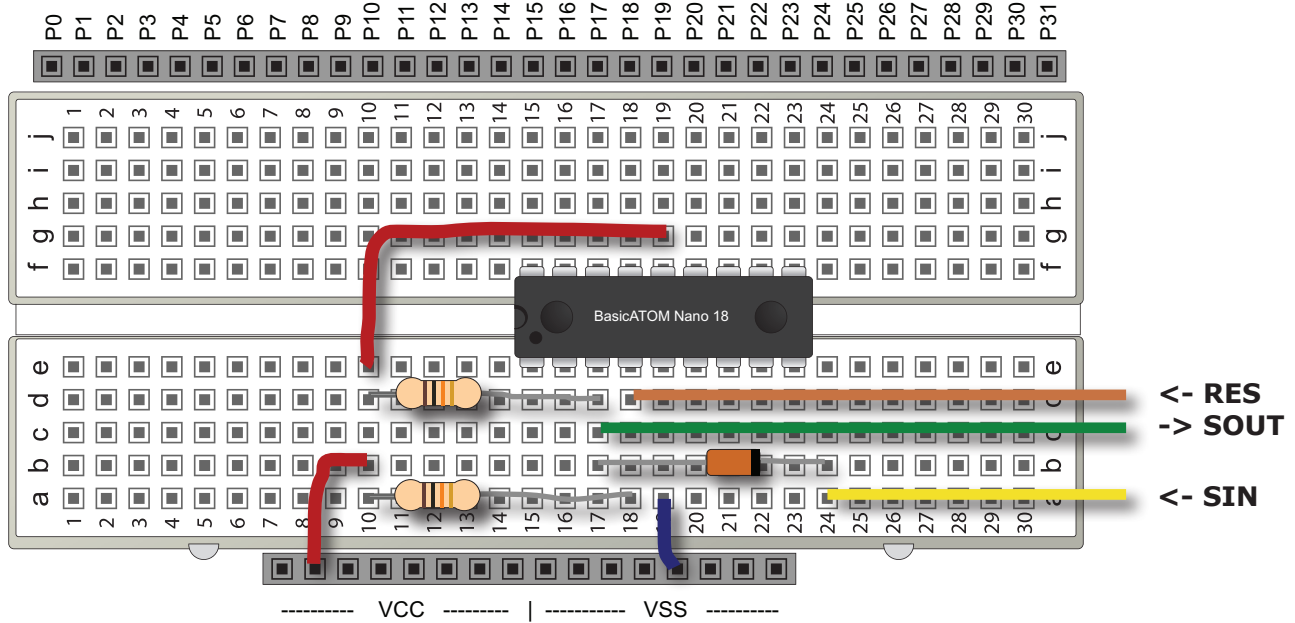 P0 P1 P2 P3 P4 P5 P6 P7 P8 P9 P10 P11 P12 P13 P14 P15 P16 P17 P18 P19 P20 P21 P22 P23 P24 P25 P26 P27 P28 P29 P30 P31
1 2 3 4 5 6 7 8 9 10 11 12 13 14 15 16 17 18 19 20 21 22 23 24 25 26 27 28 29 30
j j
i i
h h
g g
f f
BasicATOM Nano 18
e e
d <- RES
c -> SOUT
b b
a <- SIN
1 2 3 4 5 6 7 8 9 10 11 12 13 14 15 16 17 18 20 21 22 23 24 25 26 27 28 29 30
---------- VCC --------- | ----------- VSS ----------